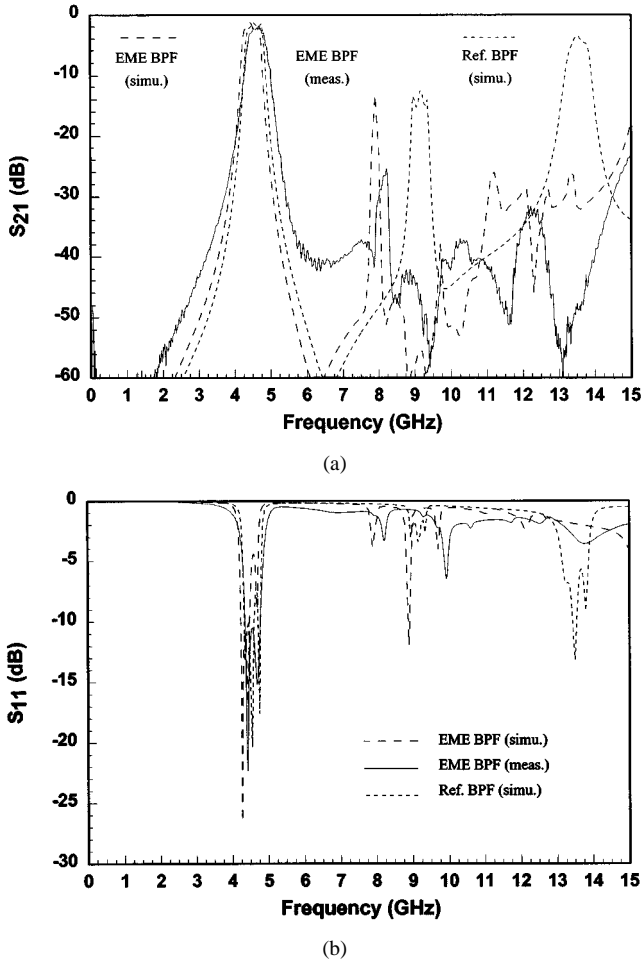 0
EME BPF EME BPF Ref. BPF
(simu.) (meas.) (simu.)
-10
-20
-30
-40
-50
-60
S21 (dB)
0 1 2 3 4 5 6 7 8 9 10 11 12 13 14 15
Frequency (GHz)
(a)
0
-5
-10
-15
-20
-25
-30
S11 (dB)
EME BPF (simu.)
EME BPF (meas.)
Ref. BPF (simu.)
0 1 2 3 4 5 6 7 8 9 10 11 12 13 14 15
Frequency (GHz)
(b)